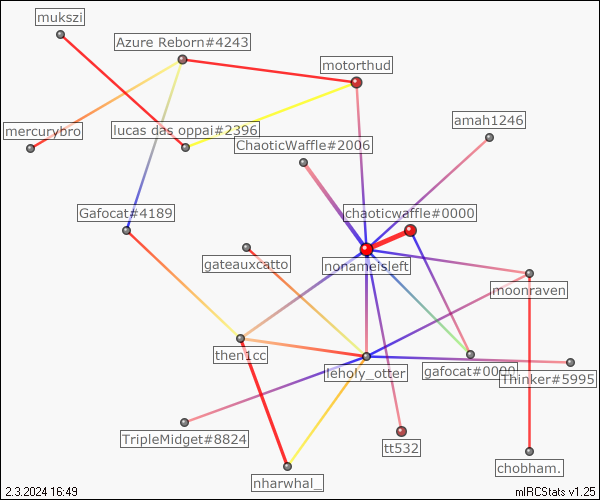 mukszi
Azure Reborn#4243
motorthud
mercurybro
lucas das oppai#2396
amah1246
ChaoticWaffle#2006
Gafocat#4189
chaoticwaffle#0000
gateauxcatto
nonameisleft
moonraven
then1cc
leholy_otter
gafocat#0000
Thinker#5995
TripleMidget#8824
tt532
chobham.
nharwhal_
2.3.2024 16:49
mIRCStats v1.25